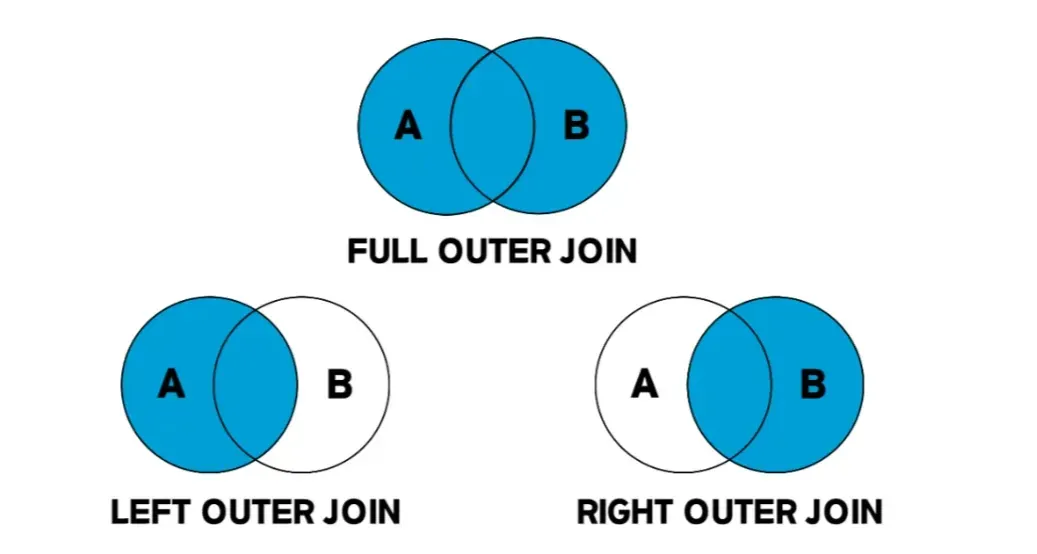 A B
FULL OUTER JOIN
A B
A B
LEFT OUTER JOIN
RIGHT OUTER JOIN